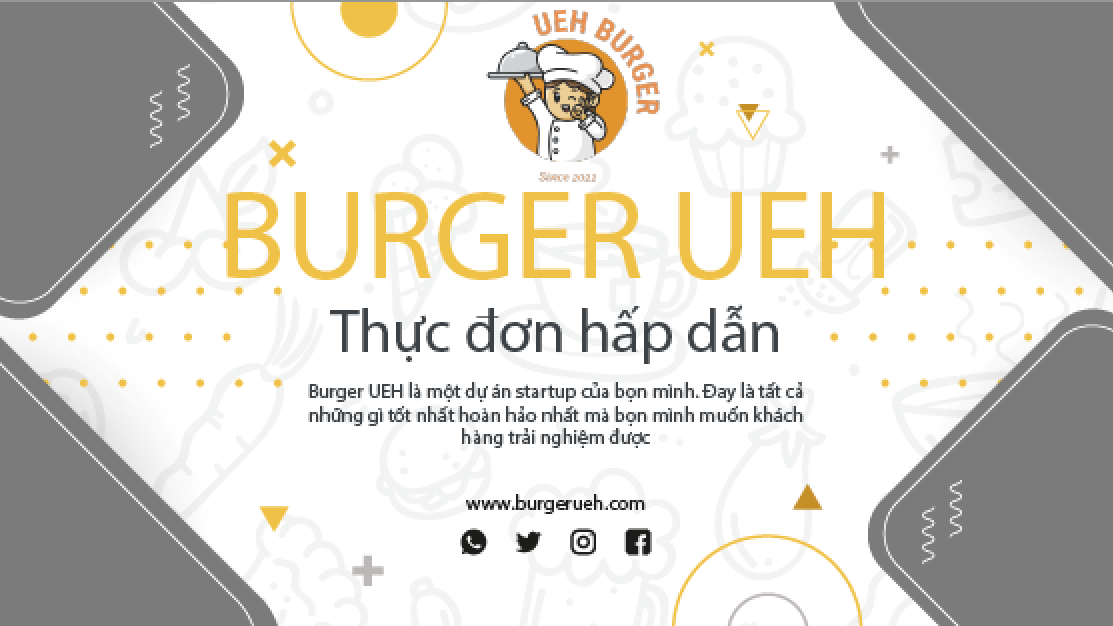 UEH BURGER
Since 2022
BURGER UEH
Thực đơn hấp dẫn
Burger UEH là một dự án startup của bọn mình. Đay là tất cả
những gì tốt nhất hoàn hảo nhất mà bọn mình muốn khách
hàng trải nghiệm được
www.burgerueh.com